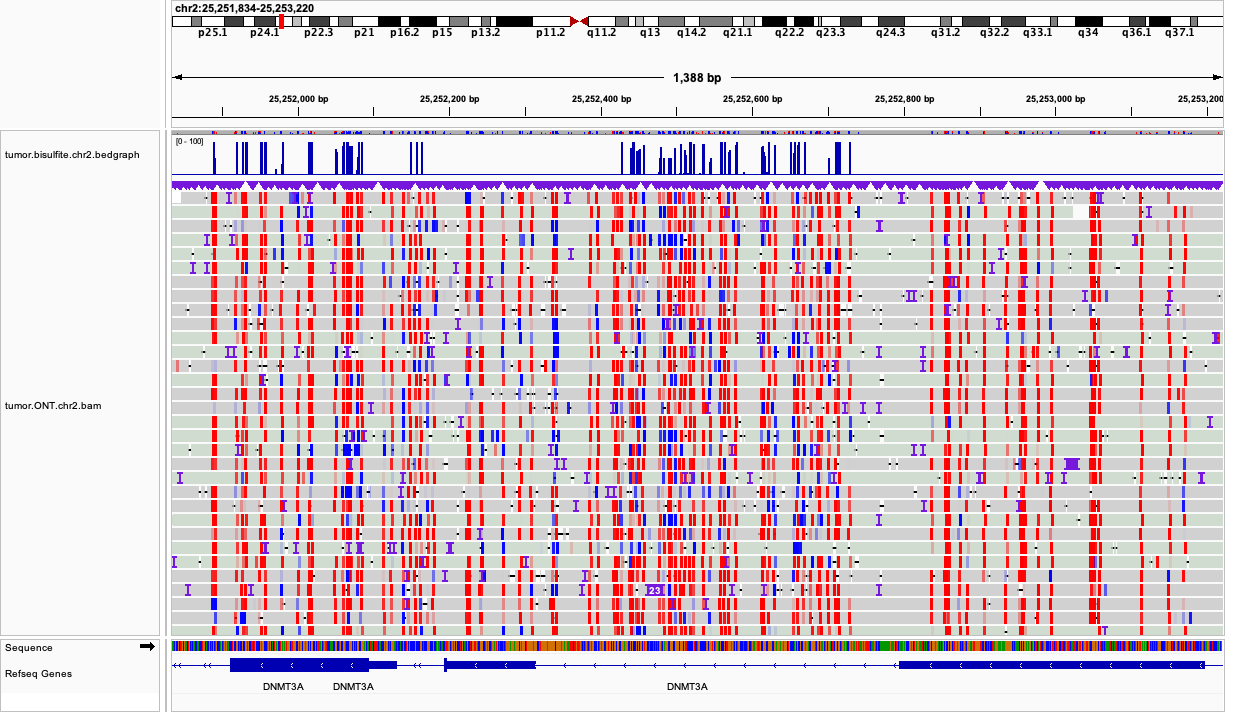 chr2:25,251,834-25,253,220
p25.1 p24.1 p22.3 p21 p16.2 p15 p13.2 p11.2 q11.2 q13 q14.2 q21.1 q22.2 q23.3 q24.3 q31.2 q32.2 q33.1 q34 q36.1 q37.1
1,388 bp
25,252,000 bp 25,252,200 bp 25,252,400 bp 25,252,600 bp 25,252,800 bp 25,253,000 bp 25,253,200
tumor.bisulfite.chr2.bedgraph
[0 - 100]
tumor.ONT.chr2.bam
23
Sequence
Refseq Genes
DNMT3A DNMT3A DNMT3A